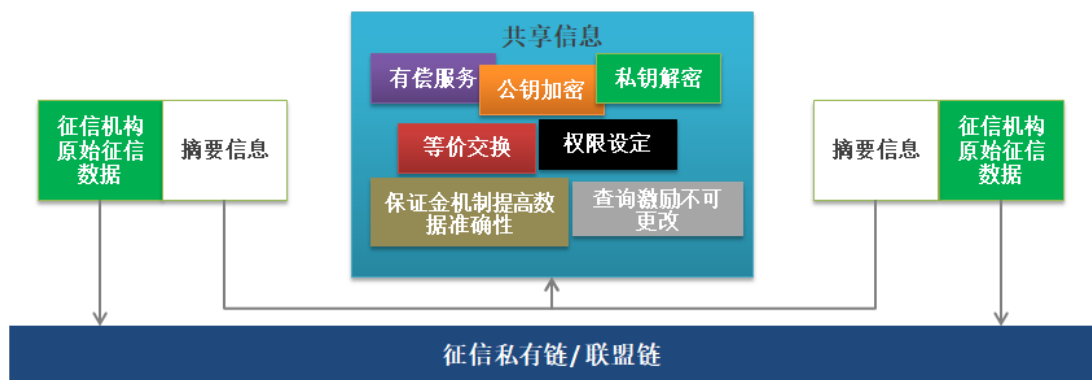 共享信息
有偿服务
公钥加密
私钥解密
征信机构
原始征信
数据
摘要信息
等价交换
权限设定
摘要信息
征信机构
原始征信
数据
保证金机制提高数
据准确性
查询激励不可
更改
征信私有链/联盟链